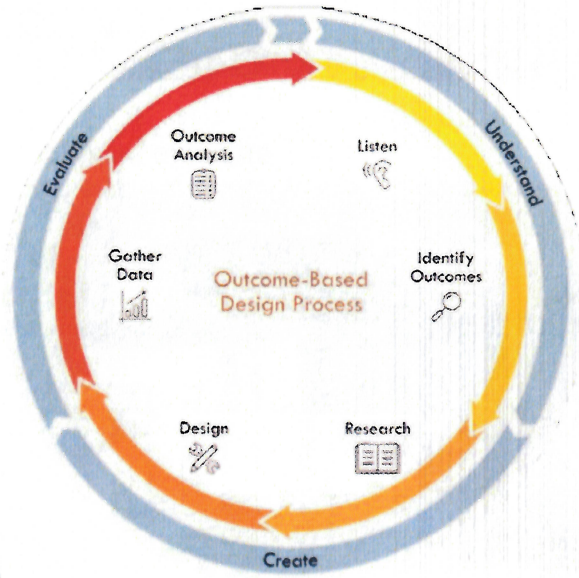 Outcome
Analysis
Listen
Evaluate
Understand
Gather
Data
Identify
Outcomes
Outcome-Based
Design Process
Design
Research
Create